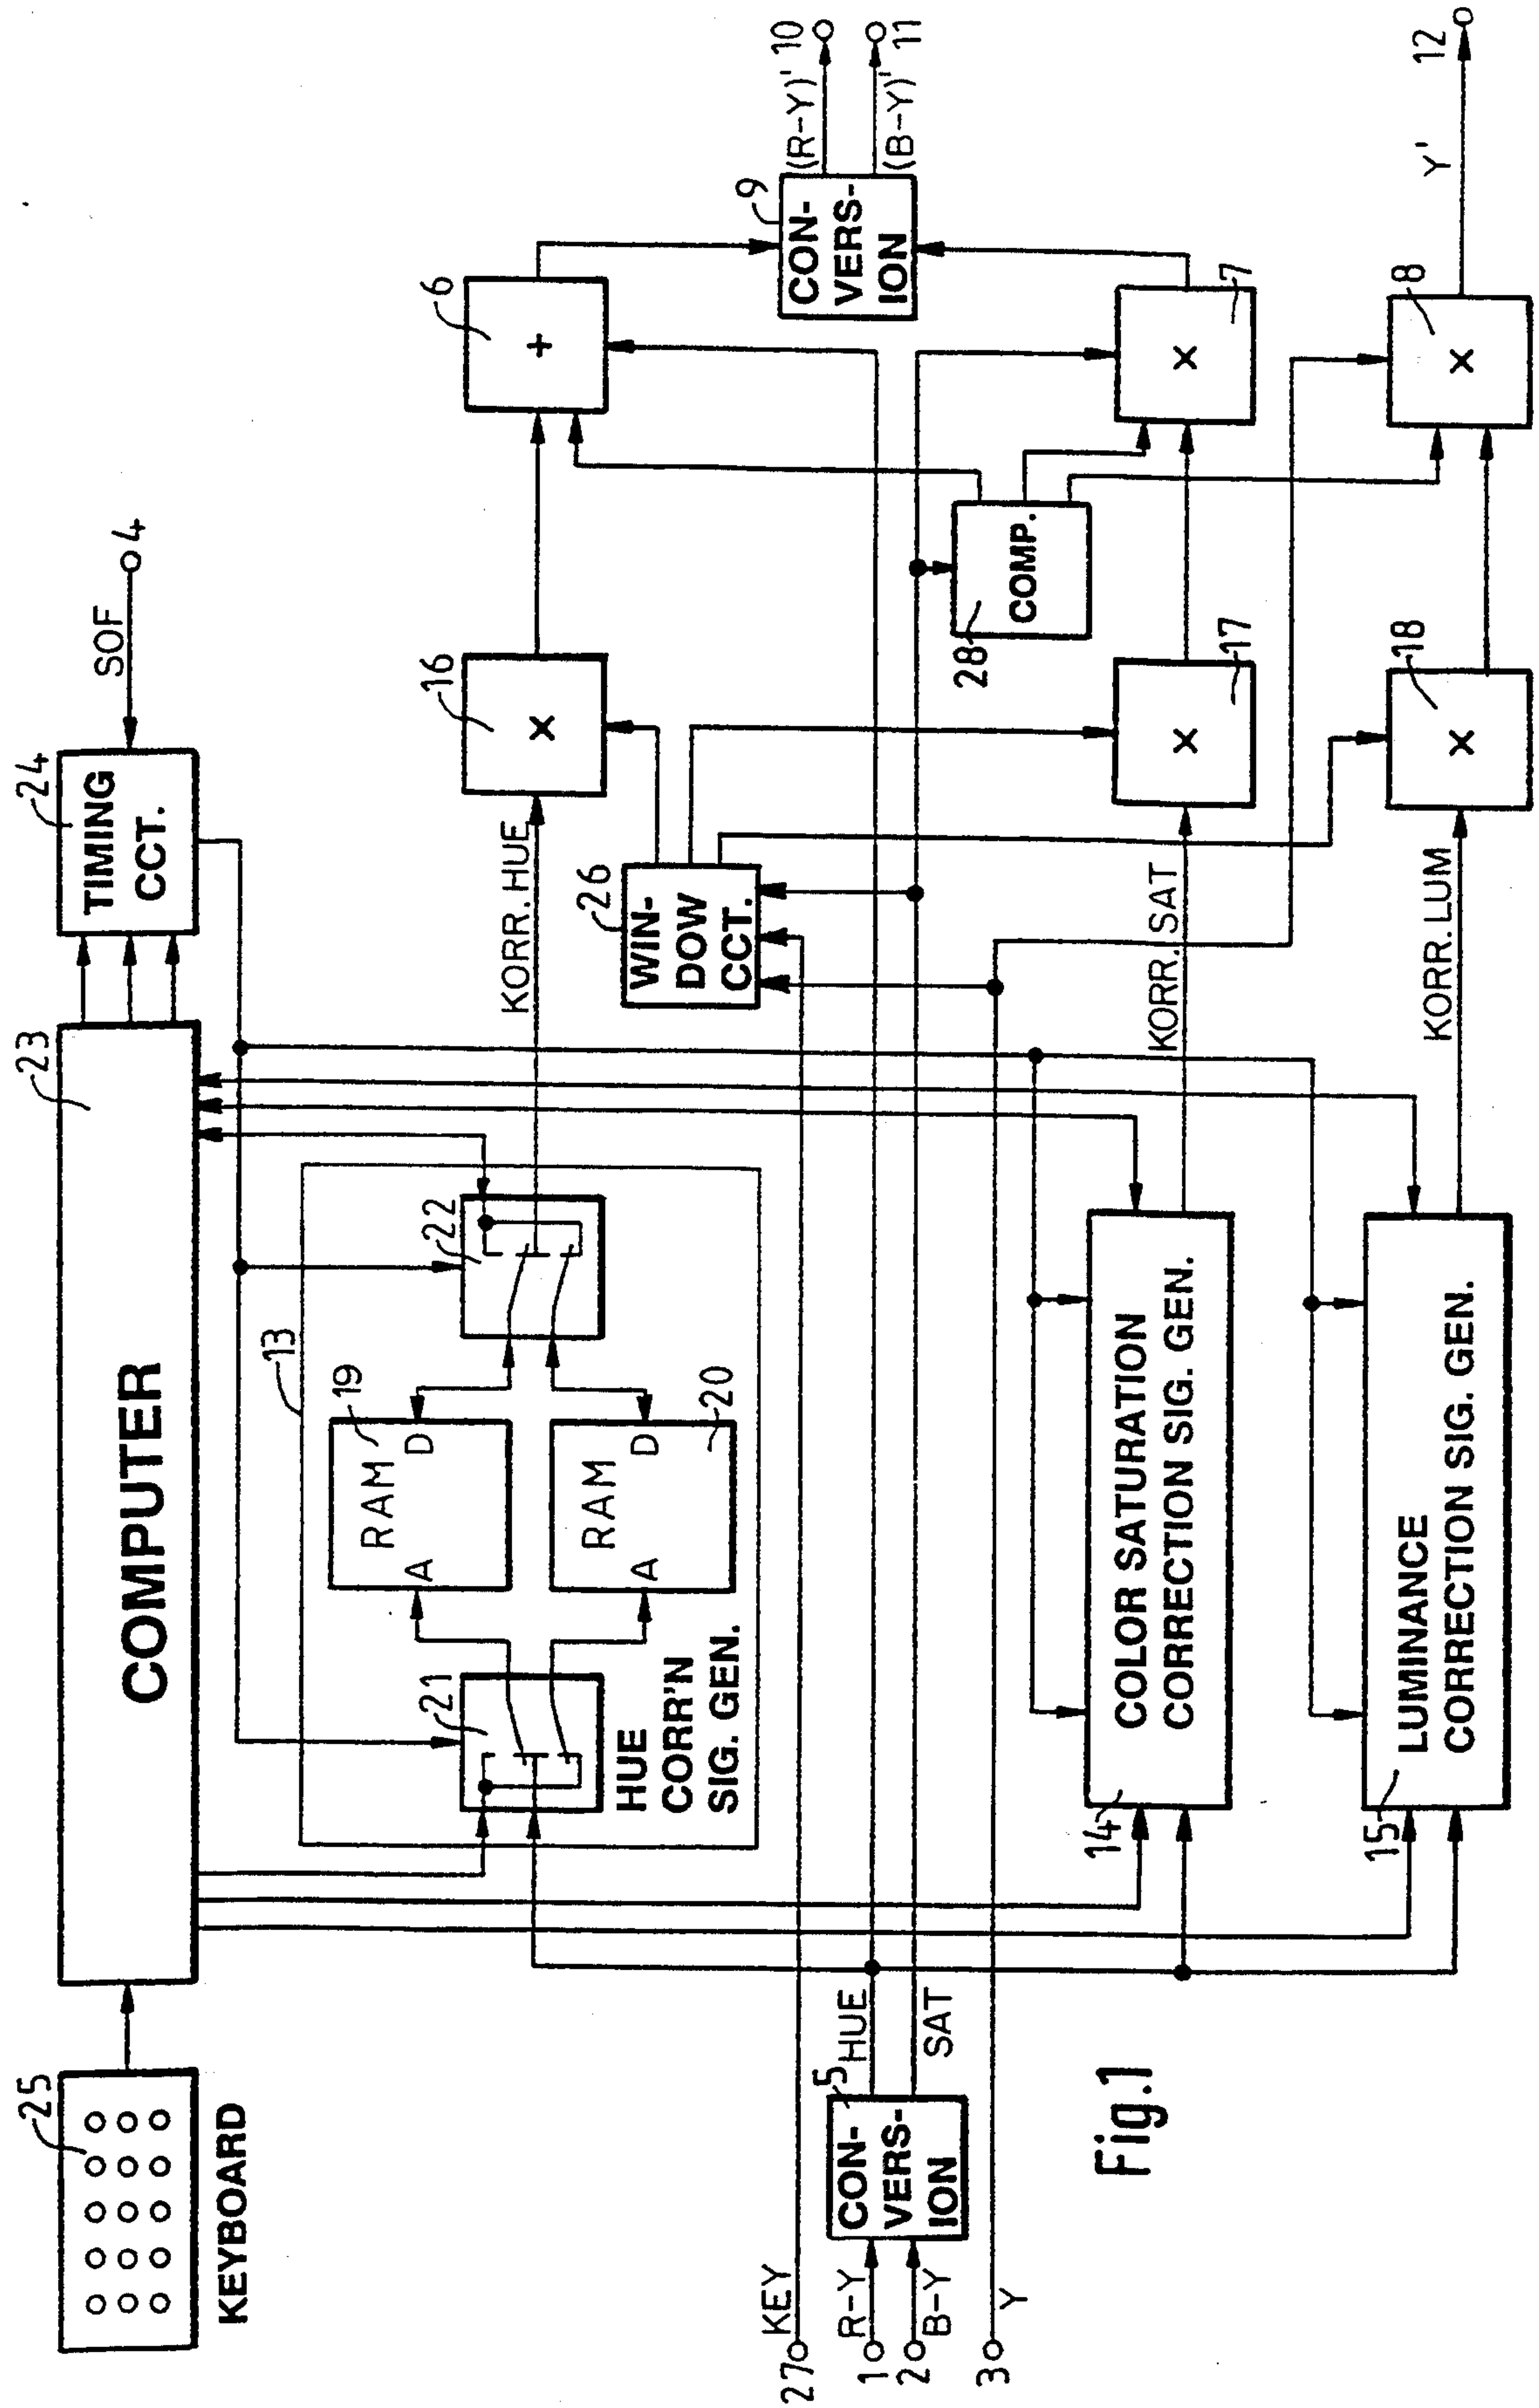 25
KEYBOARD
23
COMPUTER
24
TIMING
CCT.
SOF
4
13
21
HUE
CORR'N
SIG. GEN.
RAM
19
A
D
RAM
20
A
D
22
KORR. HUE
16
×
6
+
26
WIN-
DOW
CCT.
27
KEY
1
R-Y
2
B-Y
3
Y
5
CON-
VERS-
ION
HUE
SAT
9
CON-
VERS-
ION
(R-Y)'
10
(B-Y)'
11
28
COMP.
14
COLOR SATURATION
CORRECTION SIG. GEN.
KORR. SAT
17
×
7
×
15
LUMINANCE
CORRECTION SIG. GEN.
KORR. LUM
18
×
8
×
Y'
12
Fig.1